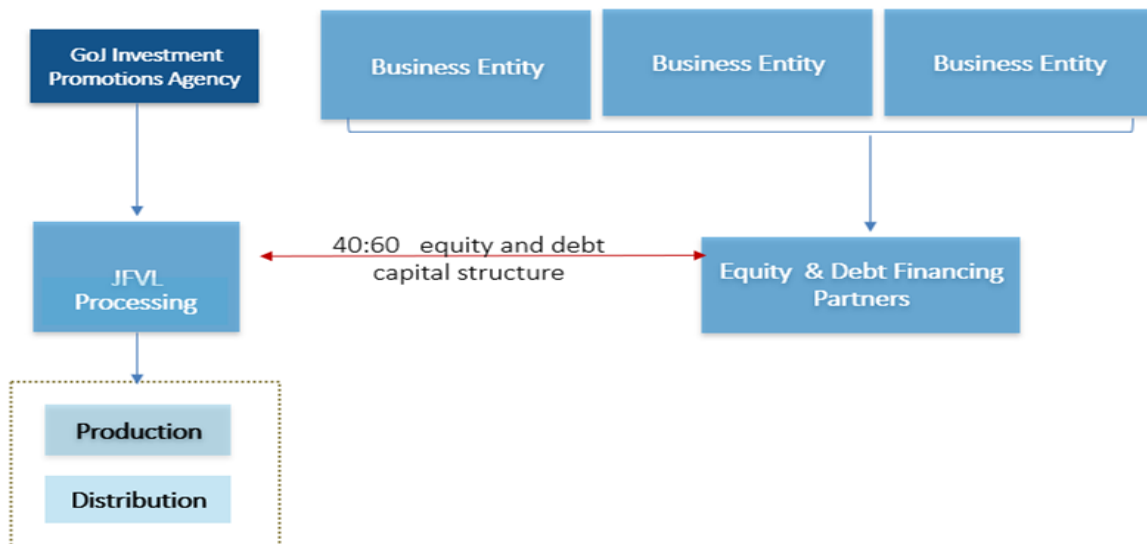 GoJ Investment
Promotions Agency
Business Entity
Business Entity
Business Entity
JFVL
Processing
40:60 equity and debt
capital structure
Equity & Debt Financing
Partners
Production
Distribution